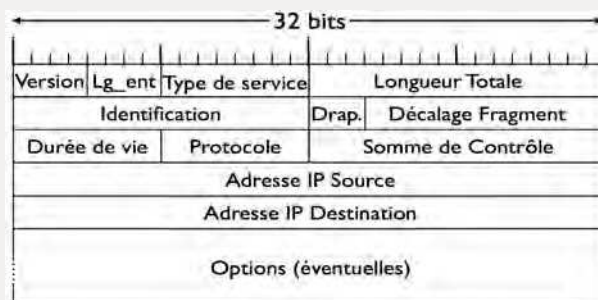 32 bits
Version Lg_ent Type de service Longueur Totale
Identification Drap. Décalage Fragment
Durée de vie Protocole Somme de Contrôle
Adresse IP Source
Adresse IP Destination
Options (éventuelles)